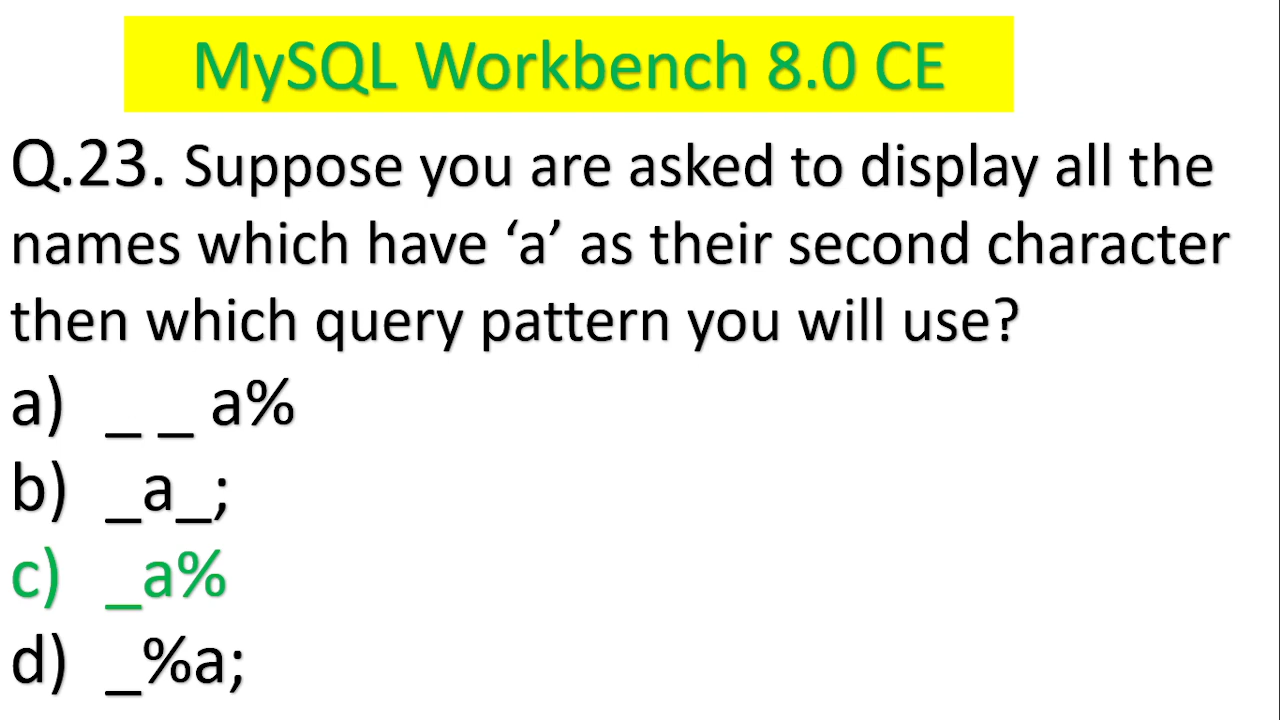 MySQL Workbench 8.0 CE
Q.23. Suppose you are asked to display all the
names which have ‘a’ as their second character
then which query pattern you will use?
a) _ _ a%
b) _a_;
c) _a%
d) _%a;